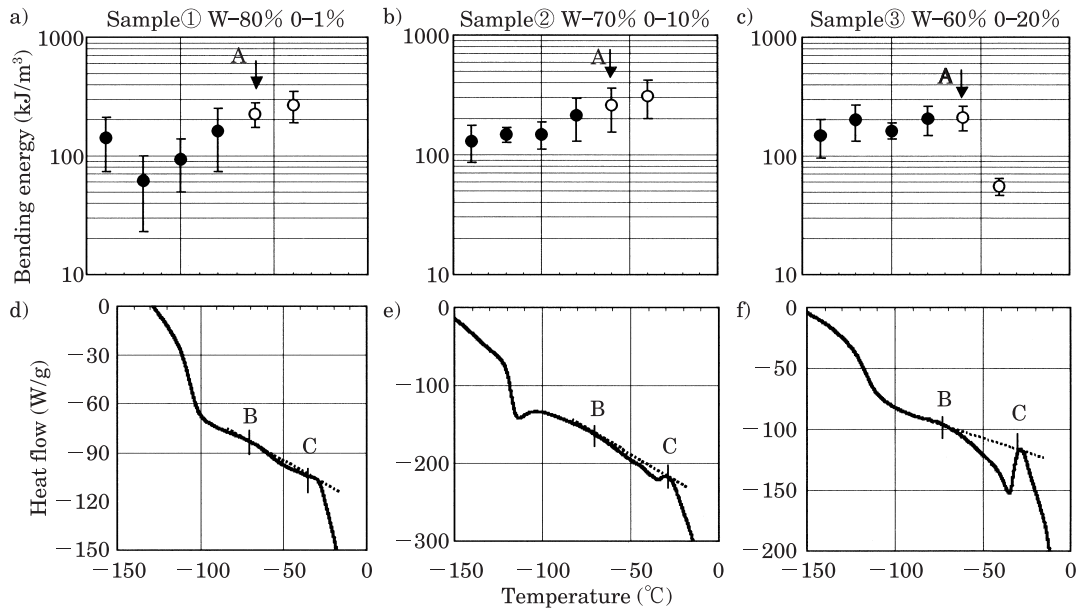 a) Sample① W−80% 0−1%
b) Sample② W−70% 0−10%
c) Sample③ W−60% 0−20%
Bending energy (kJ/m³)
1000
100
10
A
1000
100
10
A
1000
100
10
A
d)
e)
f)
Heat flow (W/g)
0
−30
−60
−90
−120
−150
B
C
−150
−100
−50
0
0
−100
−200
−300
B
C
−150
−100
−50
0
0
−50
−100
−150
−200
B
C
−150
−100
−50
0
Temperature (℃)